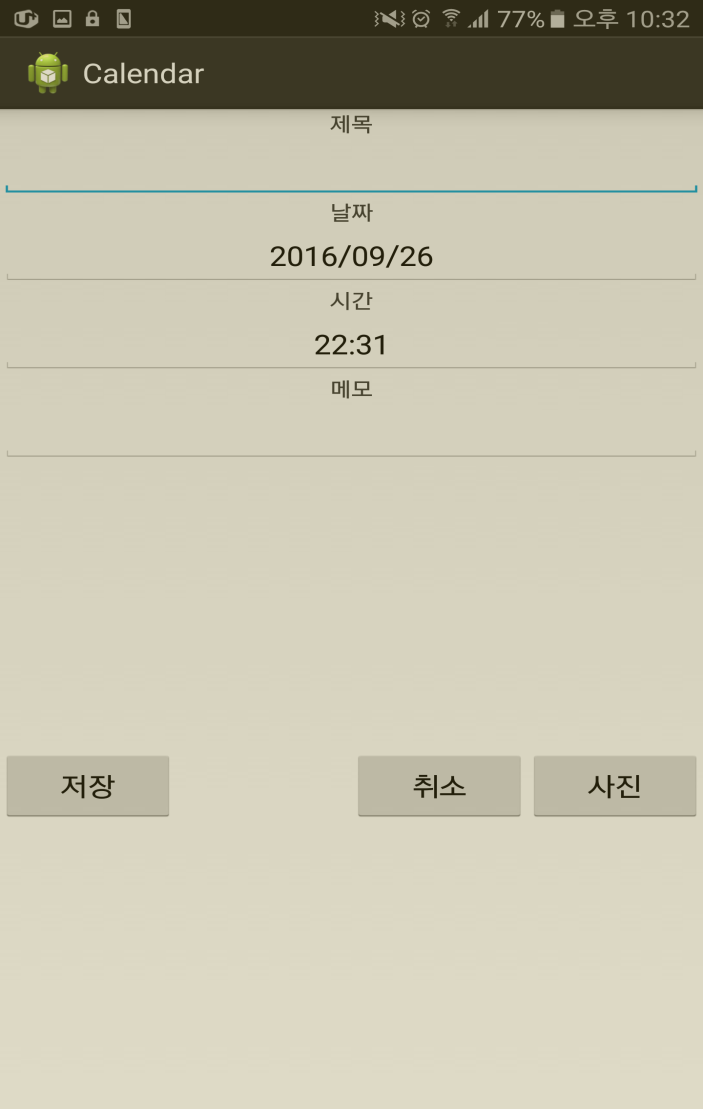 77% 오후 10:32
Calendar
제목
날짜
2016/09/26
시간
22:31
메모
저장 취소 사진